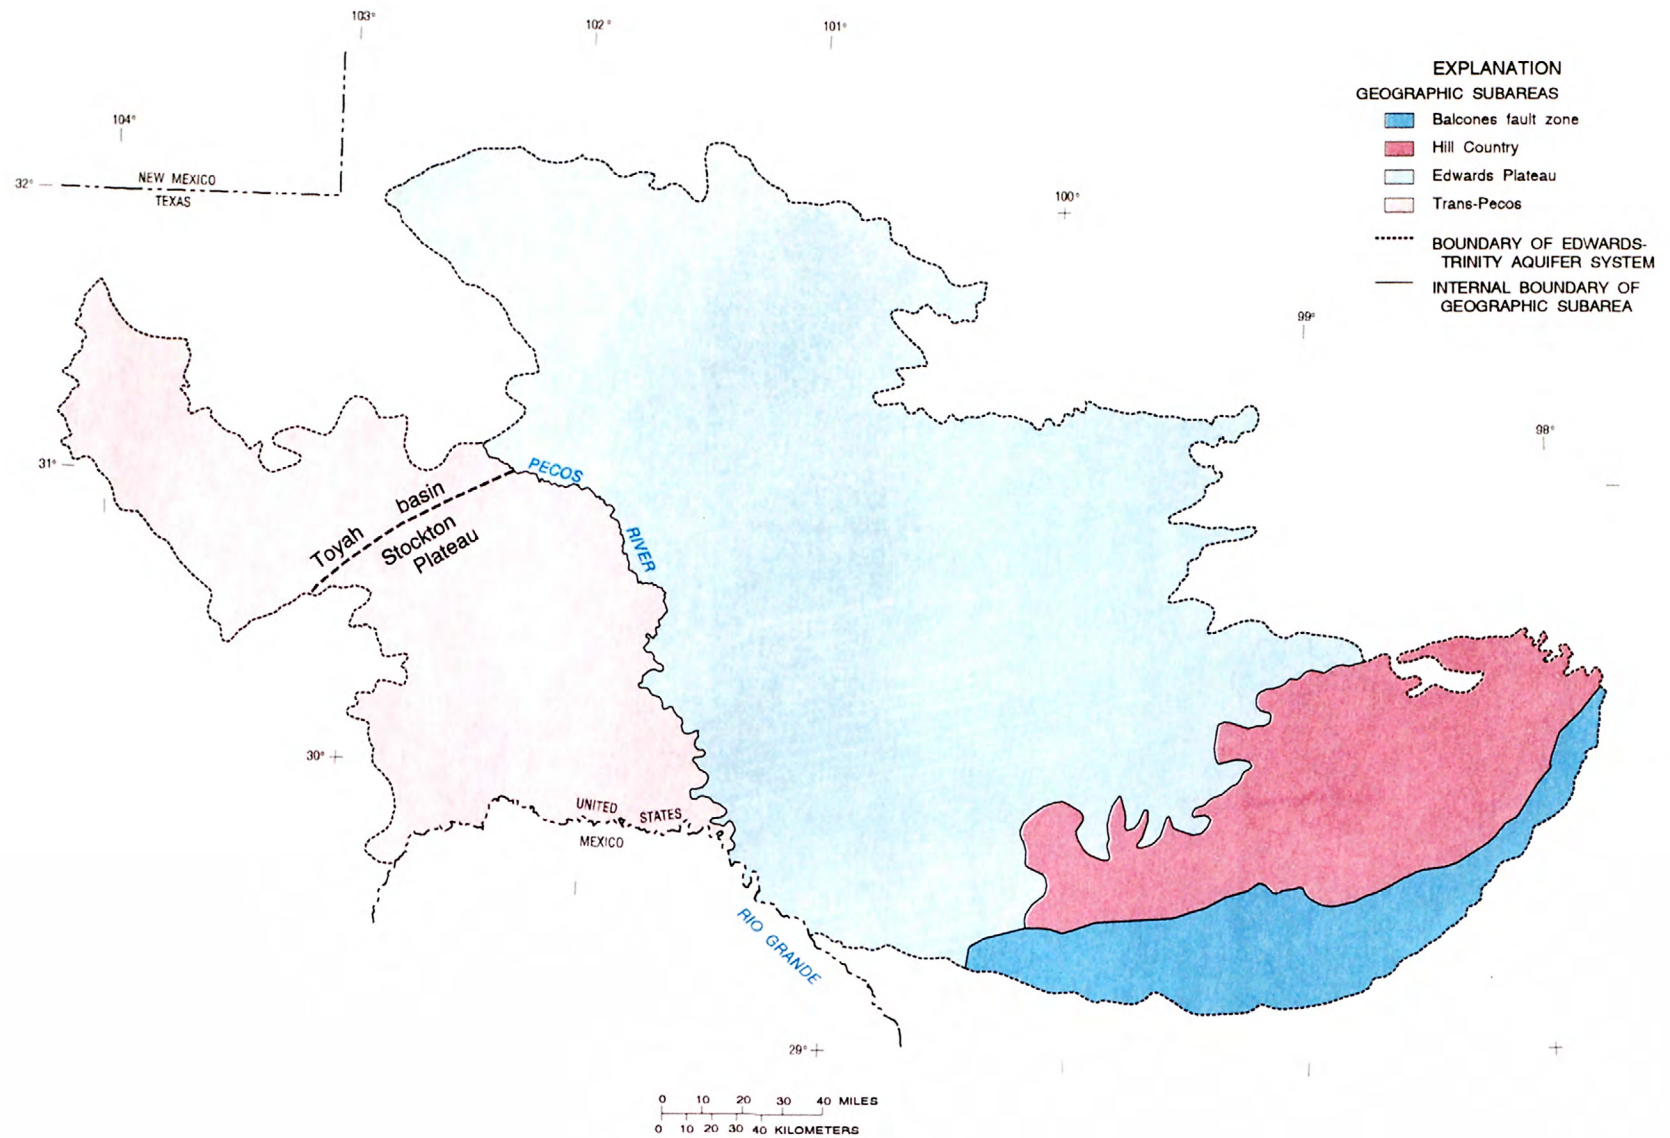 103°
102°
101°
104°
32°
NEW MEXICO
TEXAS
EXPLANATION
GEOGRAPHIC SUBAREAS
Balcones fault zone
Hill Country
Edwards Plateau
Trans-Pecos
BOUNDARY OF EDWARDS-
TRINITY AQUIFER SYSTEM
INTERNAL BOUNDARY OF
GEOGRAPHIC SUBAREA
100°
99°
98°
31°
PECOS
RIVER
Toyah basin
Stockton
Plateau
30°
UNITED STATES
MEXICO
RIO GRANDE
29°
0 10 20 30 40 MILES
0 10 20 30 40 KILOMETERS